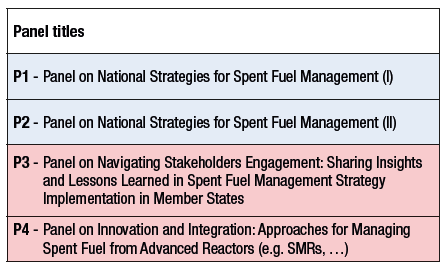 Panel titles
P1 - Panel on National Strategies for Spent Fuel Management (I)
P2 - Panel on National Strategies for Spent Fuel Management (II)
P3 - Panel on Navigating Stakeholders Engagement: Sharing Insights
and Lessons Learned in Spent Fuel Management Strategy
Implementation in Member States
P4 - Panel on Innovation and Integration: Approaches for Managing
Spent Fuel from Advanced Reactors (e.g. SMRs, …)